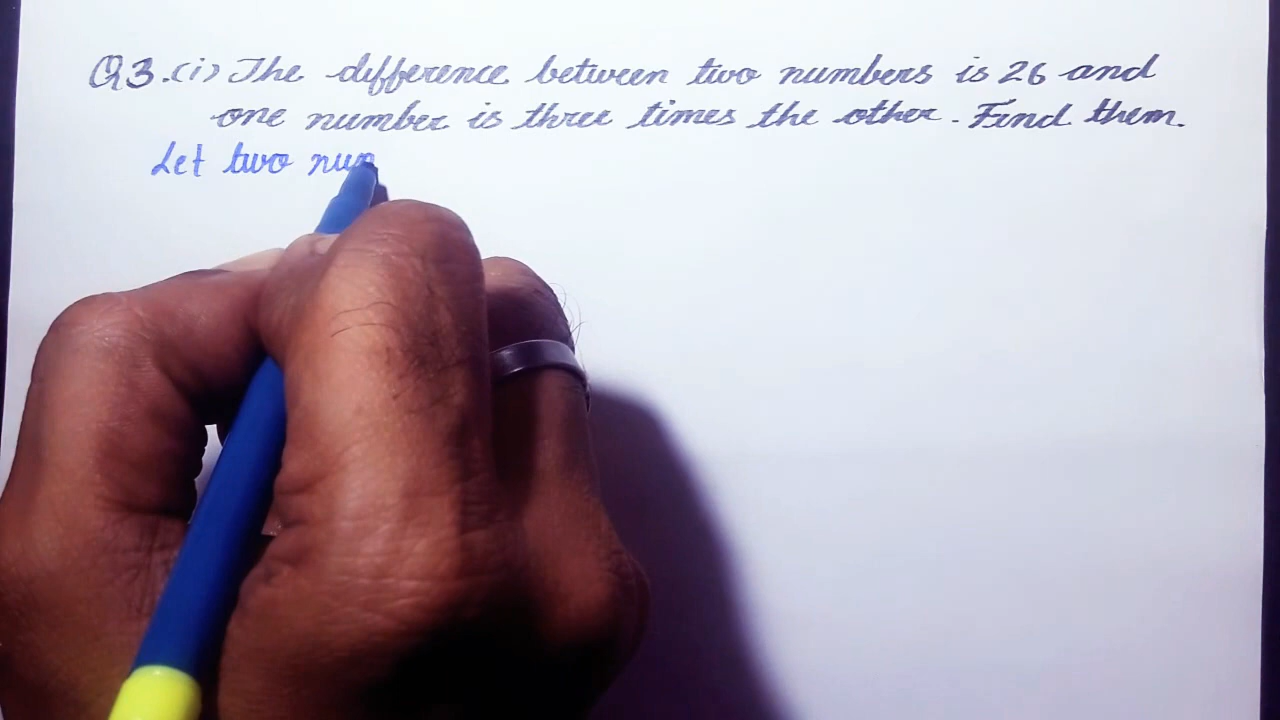 Q3.(i) The difference between two numbers is 26 and
one number is three times the other. Find them.
Let two num